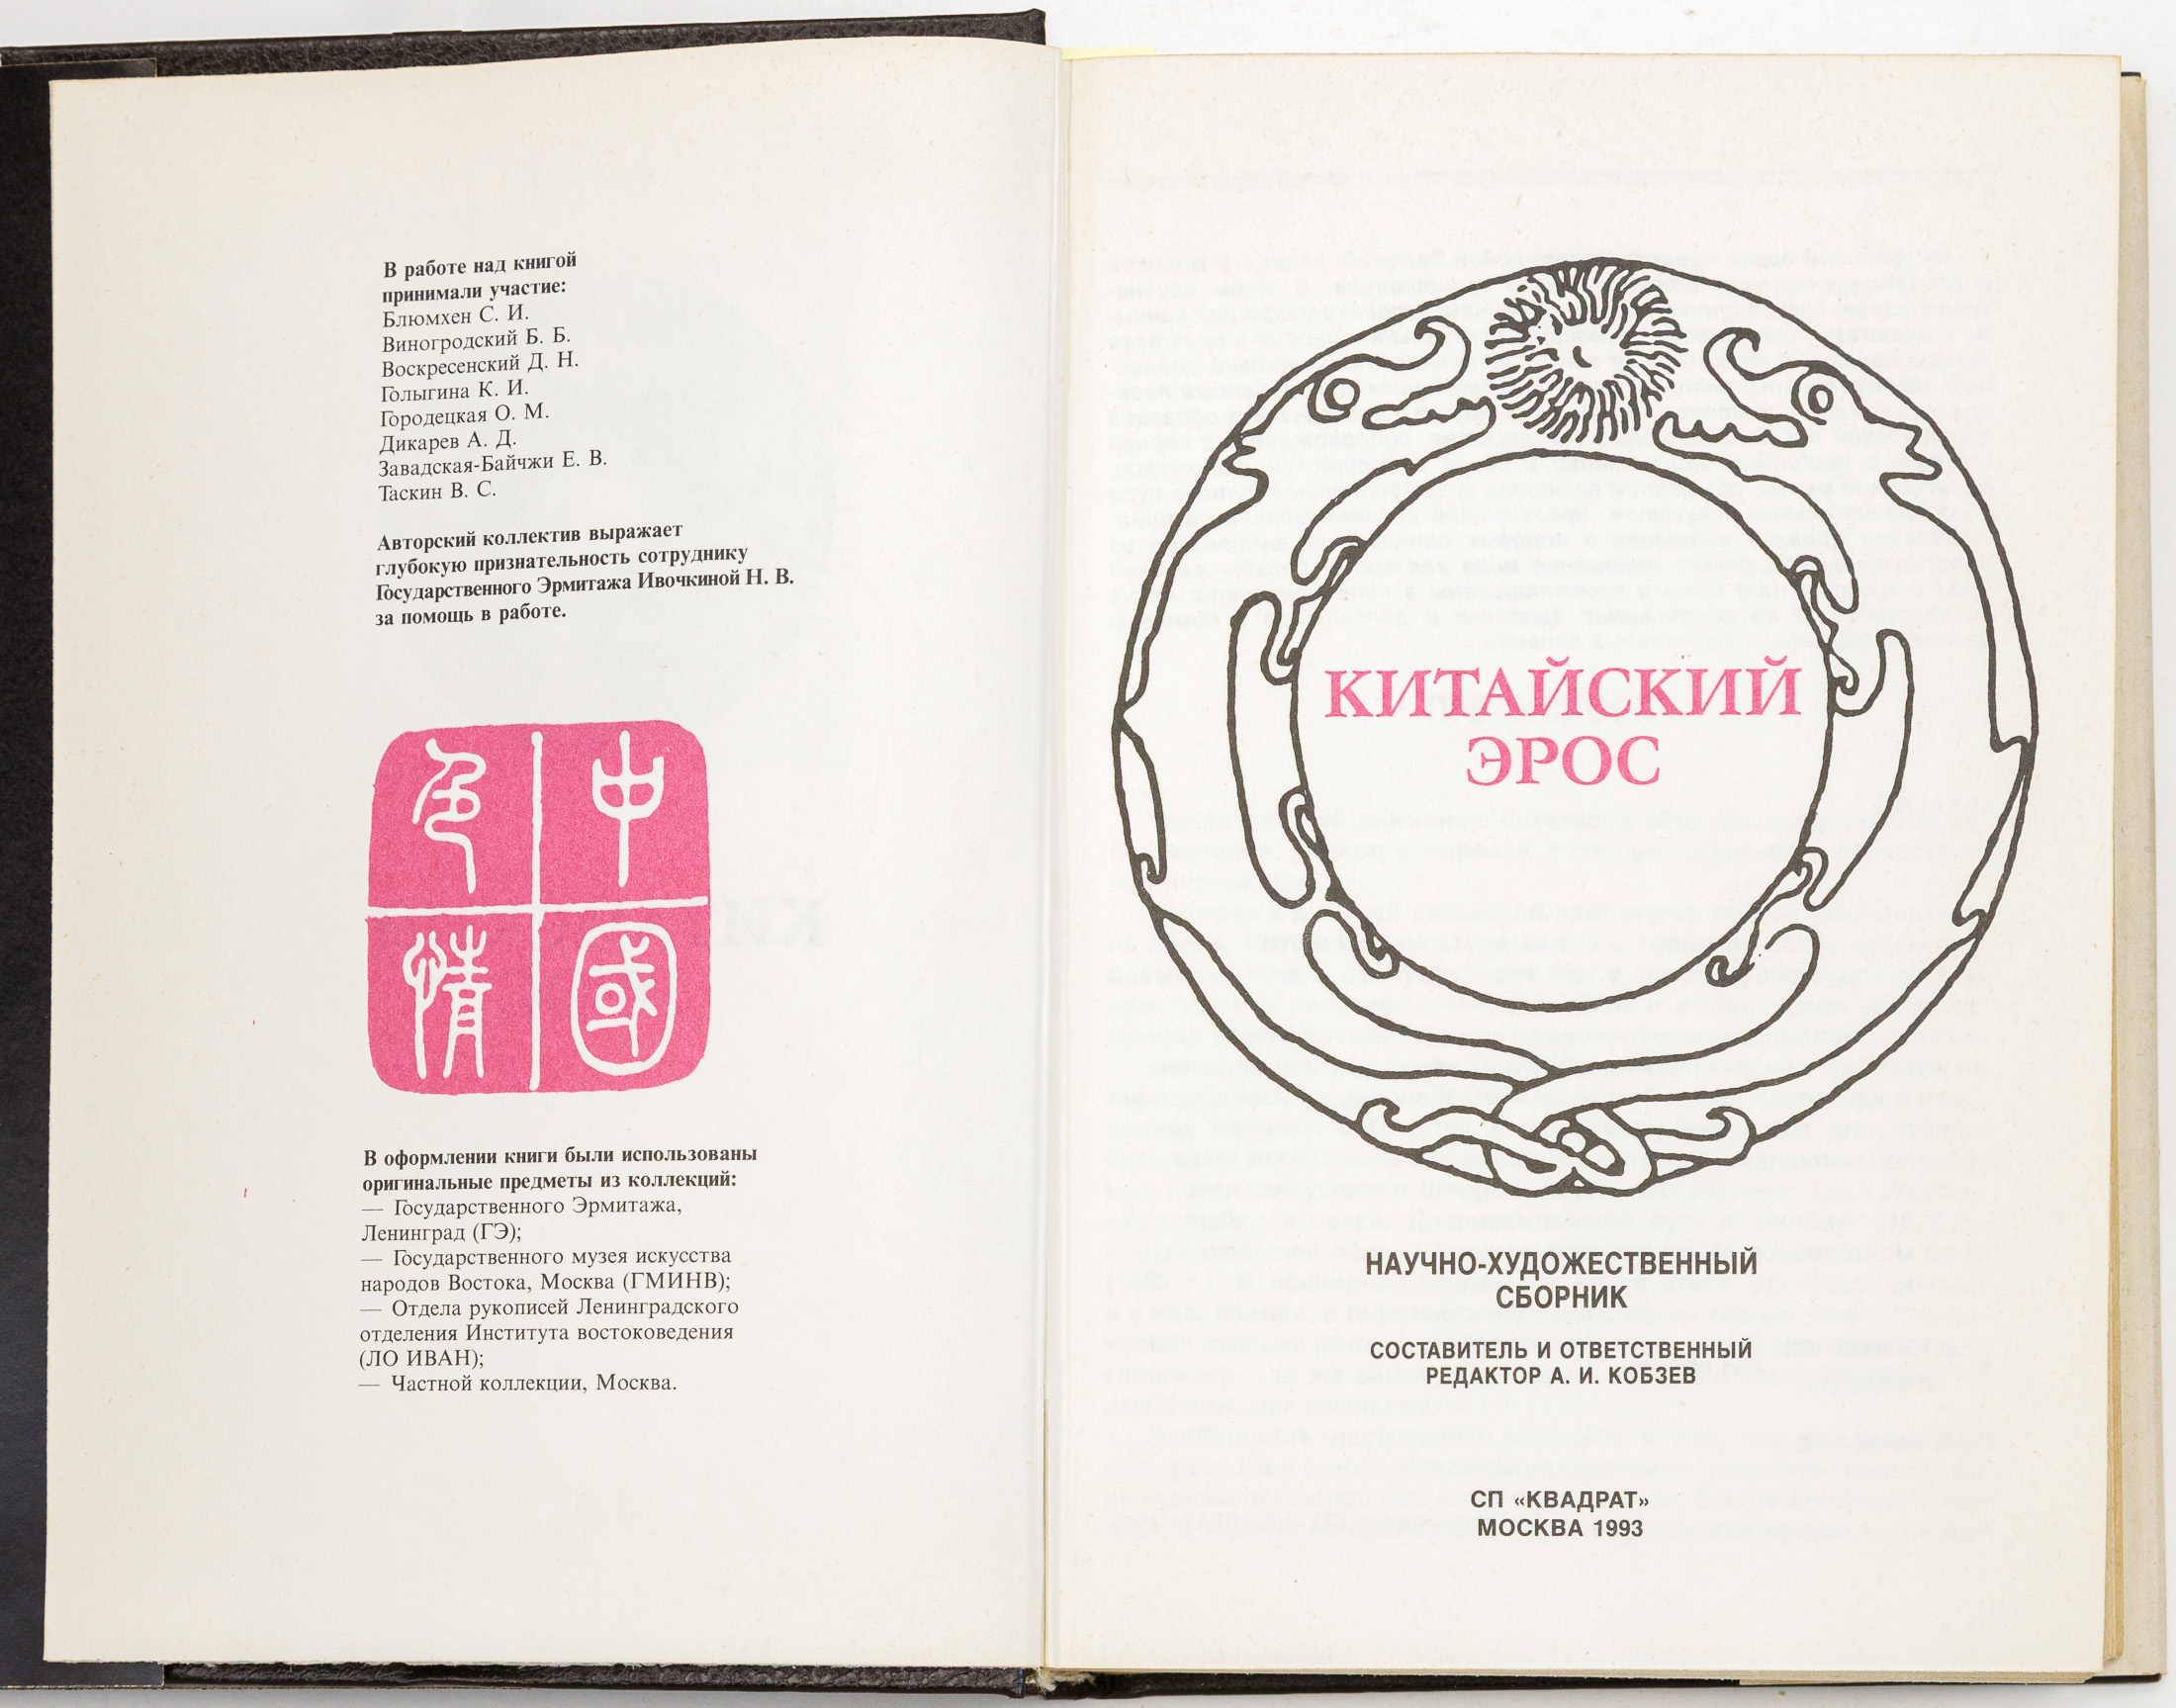 В работе над книгой
принимали участие:
Блюмхен С. И.
Виногродский Б. Б.
Воскресенский Д. Н.
Голыгина К. И.
Городецкая О. М.
Дикарев А. Д.
Завадская-Байчжи Е. В.
Таскин В. С.
Авторский коллектив выражает
глубокую признательность сотруднику
Государственного Эрмитажа Ивочкиной Н. В.
за помощь в работе.
色 中
情 國
В оформлении книги были использованы
оригинальные предметы из коллекций:
— Государственного Эрмитажа,
Ленинград (ГЭ);
— Государственного музея искусства
народов Востока, Москва (ГМИНВ);
— Отдела рукописей Ленинградского
отделения Института востоковедения
(ЛО ИВАН);
— Частной коллекции, Москва.
КИТАЙСКИЙ
ЭРОС
НАУЧНО-ХУДОЖЕСТВЕННЫЙ
СБОРНИК
СОСТАВИТЕЛЬ И ОТВЕТСТВЕННЫЙ
РЕДАКТОР А. И. КОБЗЕВ
СП «КВАДРАТ»
МОСКВА 1993